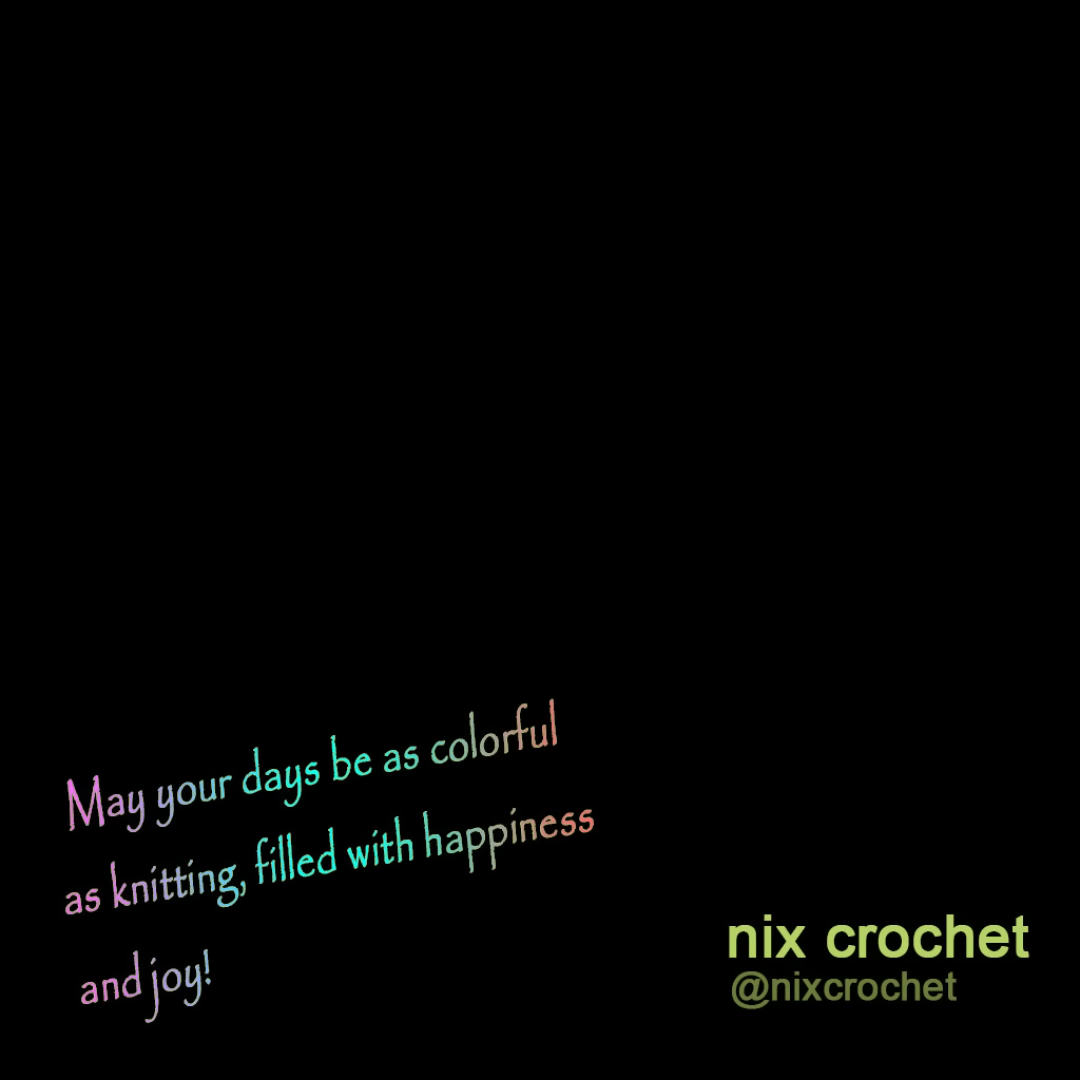 May your days be as colorful
as knitting, filled with happiness
and joy!
nix crochet
@nixcrochet